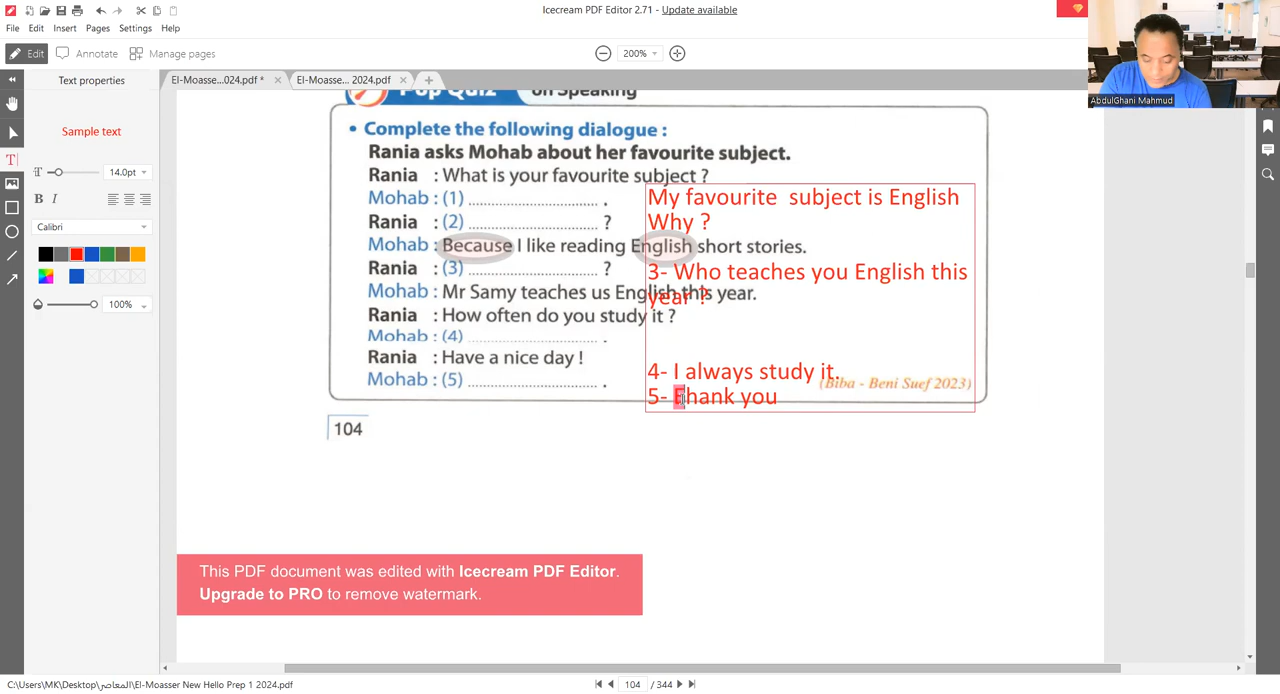 Icecream PDF Editor 2.71 - Update available
File Edit Insert Pages Settings Help
Edit Annotate Manage pages 200%
Text properties El-Moasse...024.pdf * El-Moasse... 2024.pdf
Sample text
14.0pt
B I
Calibri
100%
AbdulGhani Mahmud
Pop Quiz on Speaking
• Complete the following dialogue :
Rania asks Mohab about her favourite subject.
Rania : What is your favourite subject ?
Mohab : (1) .............................. .
My favourite subject is English
Rania : (2) .............................. ?
Why ?
Mohab : Because I like reading English short stories.
Rania : (3) .............................. ?
3- Who teaches you English this
year ?
Mohab : Mr Samy teaches us English this year.
Rania : How often do you study it ?
Mohab : (4) .............................. .
Rania : Have a nice day !
4- I always study it.
Mohab : (5) .............................. .
(Biba - Beni Suef 2023)
5- hank you
104
This PDF document was edited with Icecream PDF Editor.
Upgrade to PRO to remove watermark.
C:\Users\MK\Desktop\المعاصر\El-Moasser New Hello Prep 1 2024.pdf
104 / 344